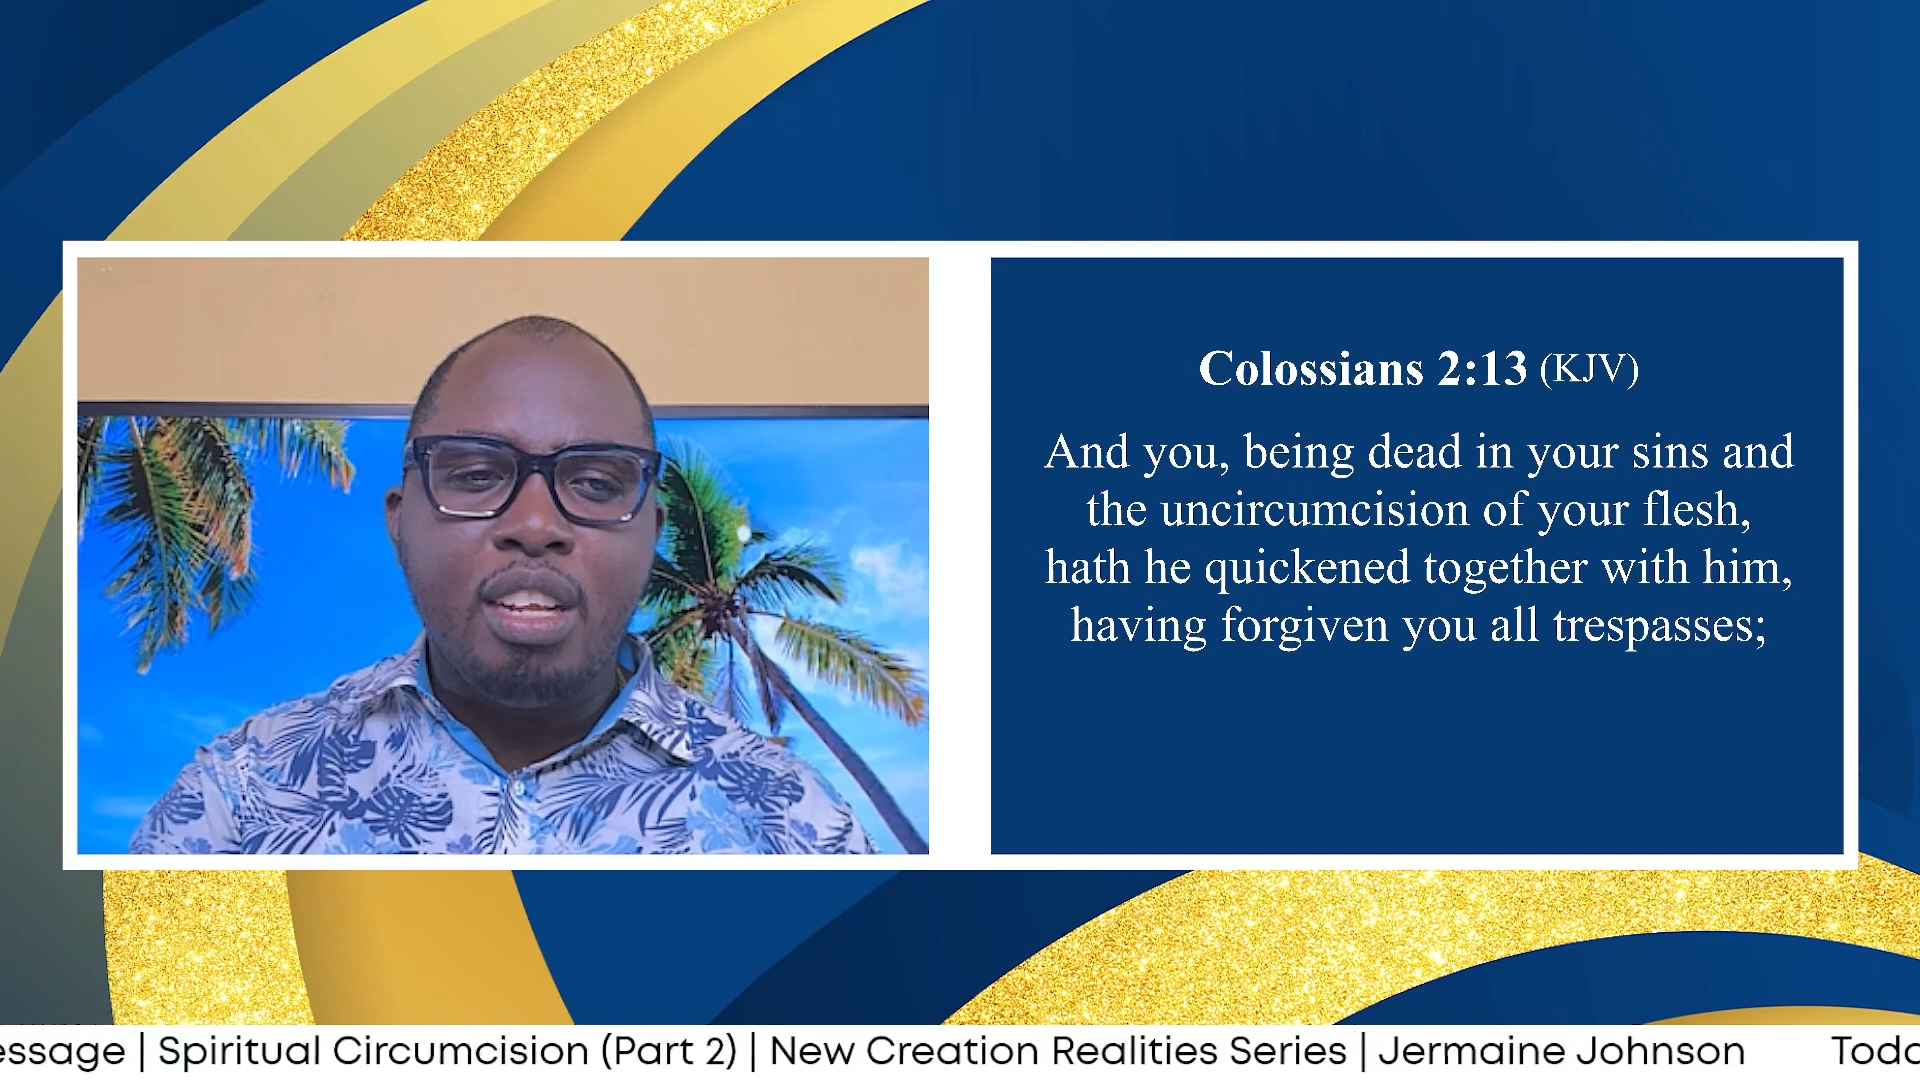 Colossians 2:13 (KJV)
And you, being dead in your sins and
the uncircumcision of your flesh,
hath he quickened together with him,
having forgiven you all trespasses;
essage | Spiritual Circumcision (Part 2) | New Creation Realities Series | Jermaine Johnson Toda